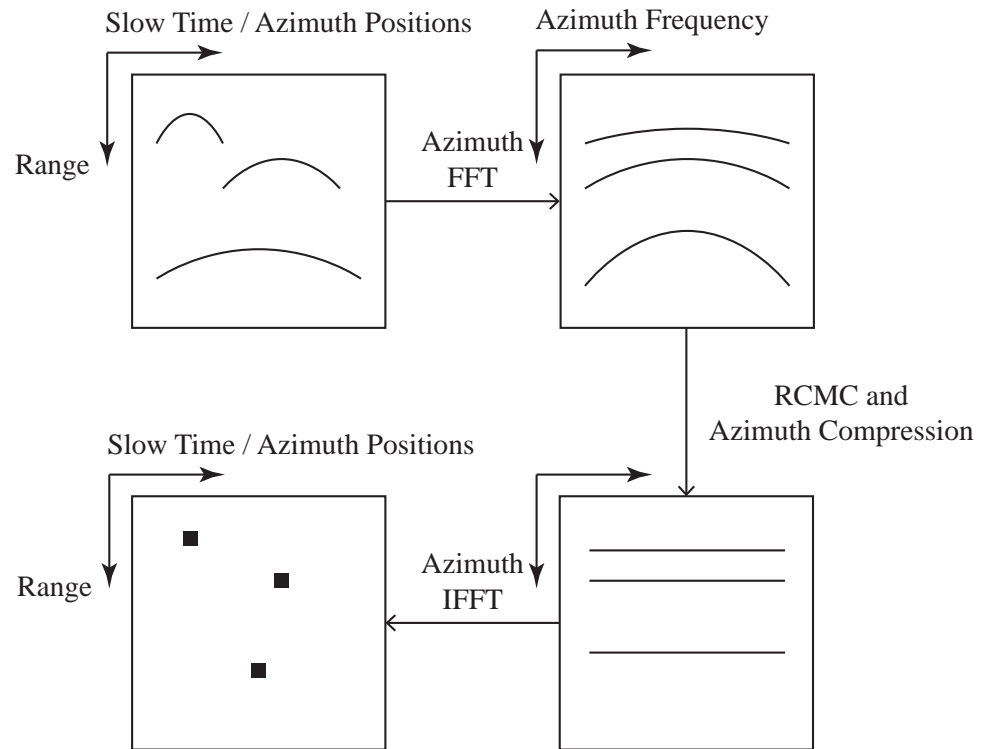 Slow Time / Azimuth Positions
Azimuth Frequency
Range
Azimuth
FFT
RCMC and
Azimuth Compression
Slow Time / Azimuth Positions
Range
Azimuth
IFFT